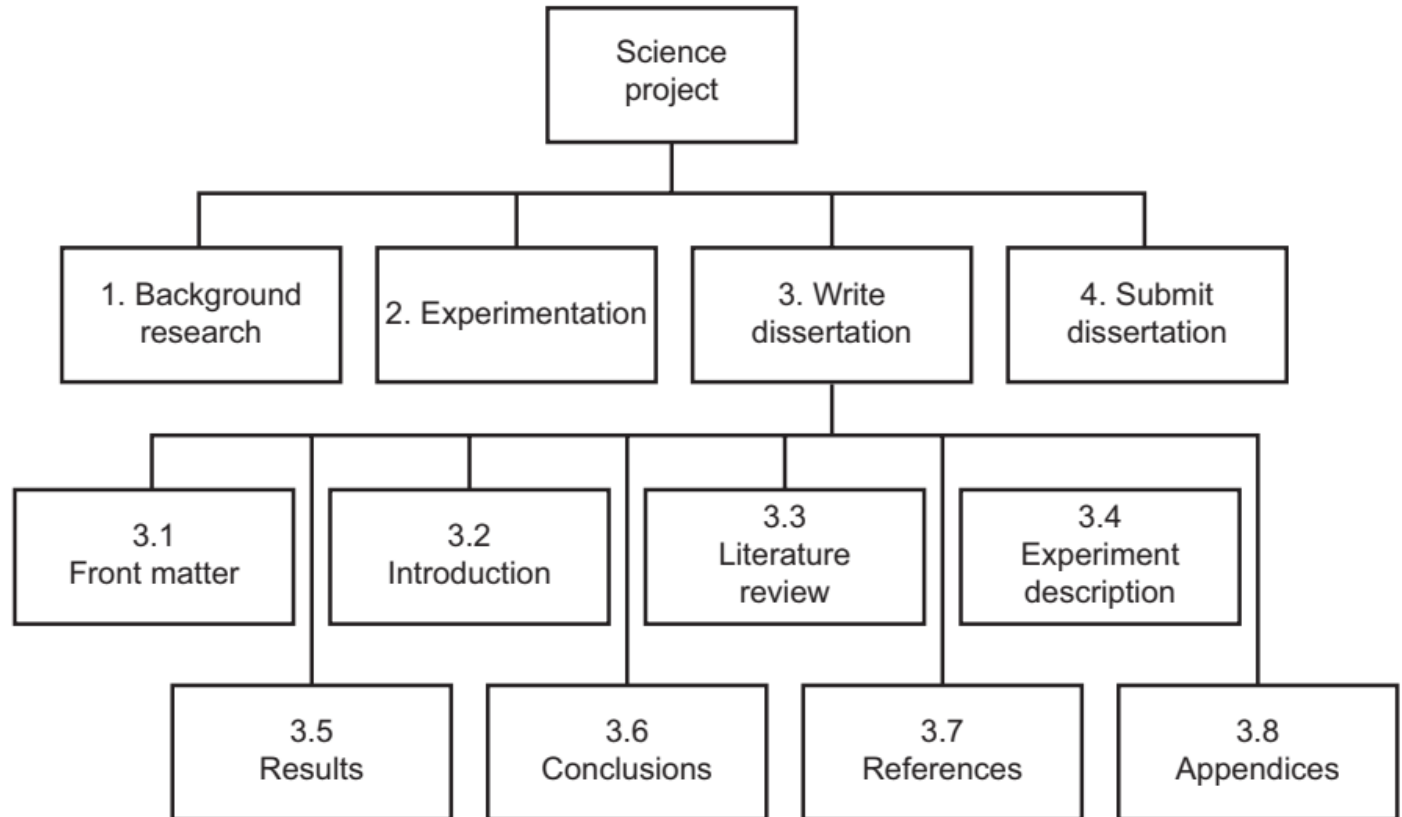 Science
project
1. Background
research
2. Experimentation
3. Write
dissertation
4. Submit
dissertation
3.1
Front matter
3.2
Introduction
3.3
Literature
review
3.4
Experiment
description
3.5
Results
3.6
Conclusions
3.7
References
3.8
Appendices